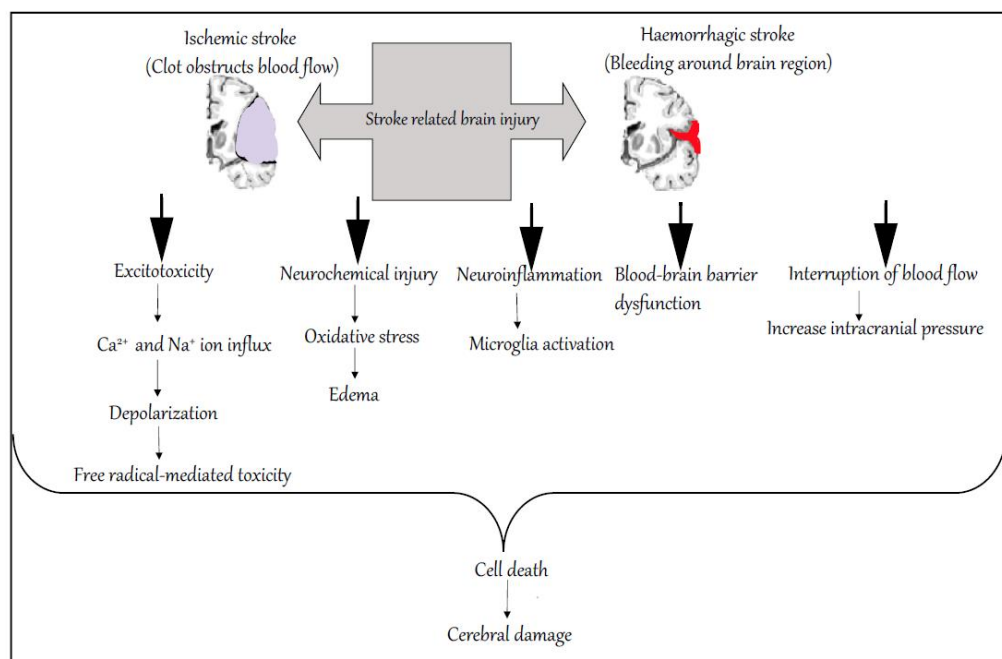 Ischemic stroke
(Clot obstructs blood flow)
Haemorrhagic stroke
(Bleeding around brain region)
Stroke related brain injury
Excitotoxicity
Ca²⁺ and Na⁺ ion influx
Depolarization
Free radical-mediated toxicity
Neurochemical injury
Oxidative stress
Edema
Neuroinflammation
Microglia activation
Blood-brain barrier
dysfunction
Interruption of blood flow
Increase intracranial pressure
Cell death
Cerebral damage